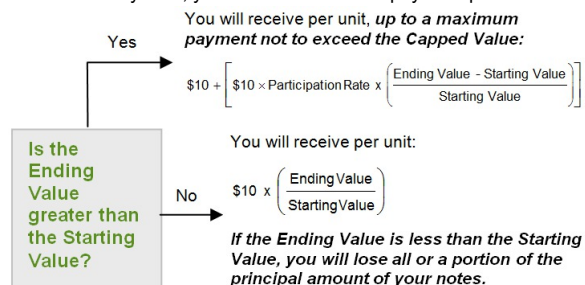 You will receive per unit, up to a maximum
payment not to exceed the Capped Value:
Yes
$10 + [ $10 × Participation Rate x ( Ending Value - Starting Value / Starting Value ) ]
Is the
Ending
Value
greater than
the Starting
Value?
You will receive per unit:
No
$10 x ( Ending Value / Starting Value )
If the Ending Value is less than the Starting
Value, you will lose all or a portion of the
principal amount of your notes.